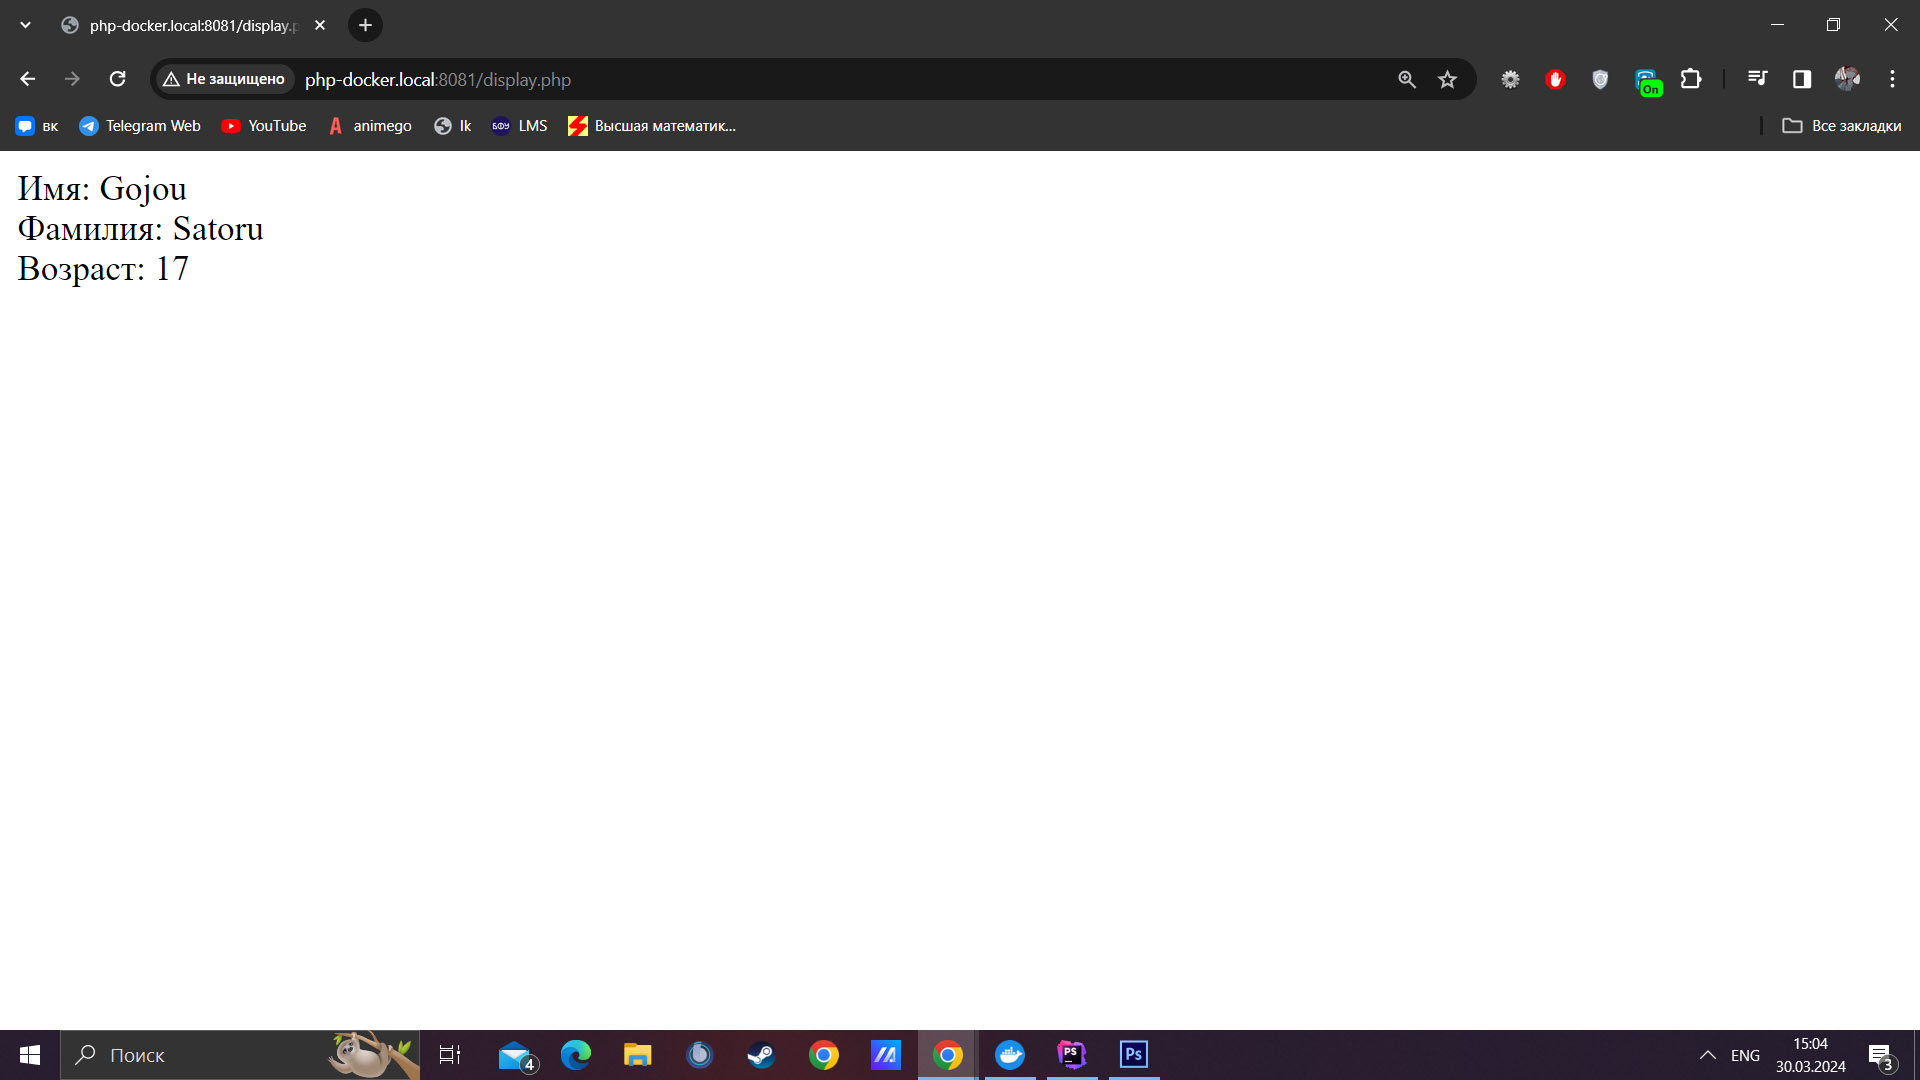 php-docker.local:8081/display.p
Не защищено php-docker.local:8081/display.php
On
вк Telegram Web YouTube animego lk БФУ LMS Высшая математик... Все закладки
Имя: Gojou
Фамилия: Satoru
Возраст: 17
Поиск 4 PS Ps ENG 15:04
30.03.2024 3